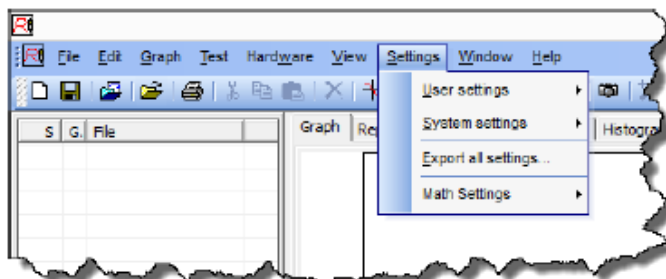 File Edit Graph Test Hardware View Settings Window Help
User settings
System settings
Export all settings...
Math Settings
S G. File
Graph Re Histogra